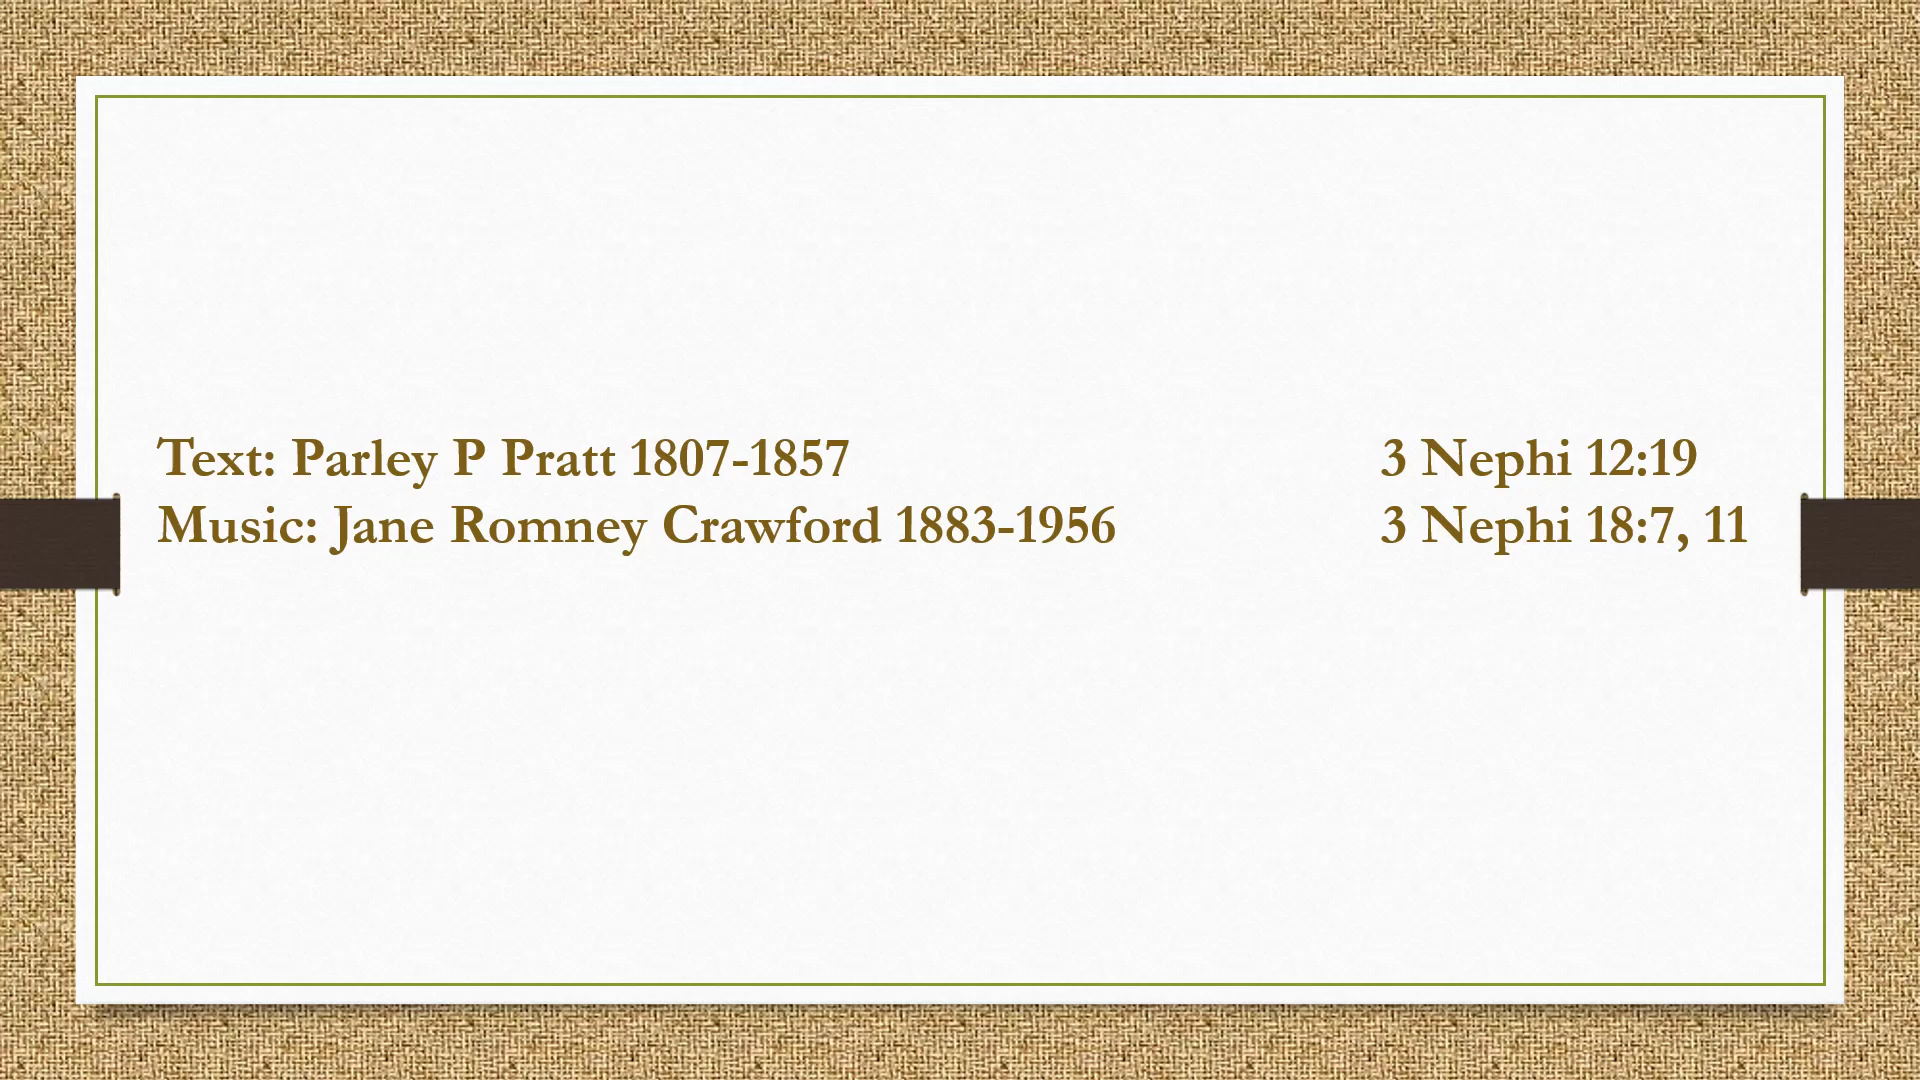 Text: Parley P Pratt 1807-1857 3 Nephi 12:19
Music: Jane Romney Crawford 1883-1956 3 Nephi 18:7, 11